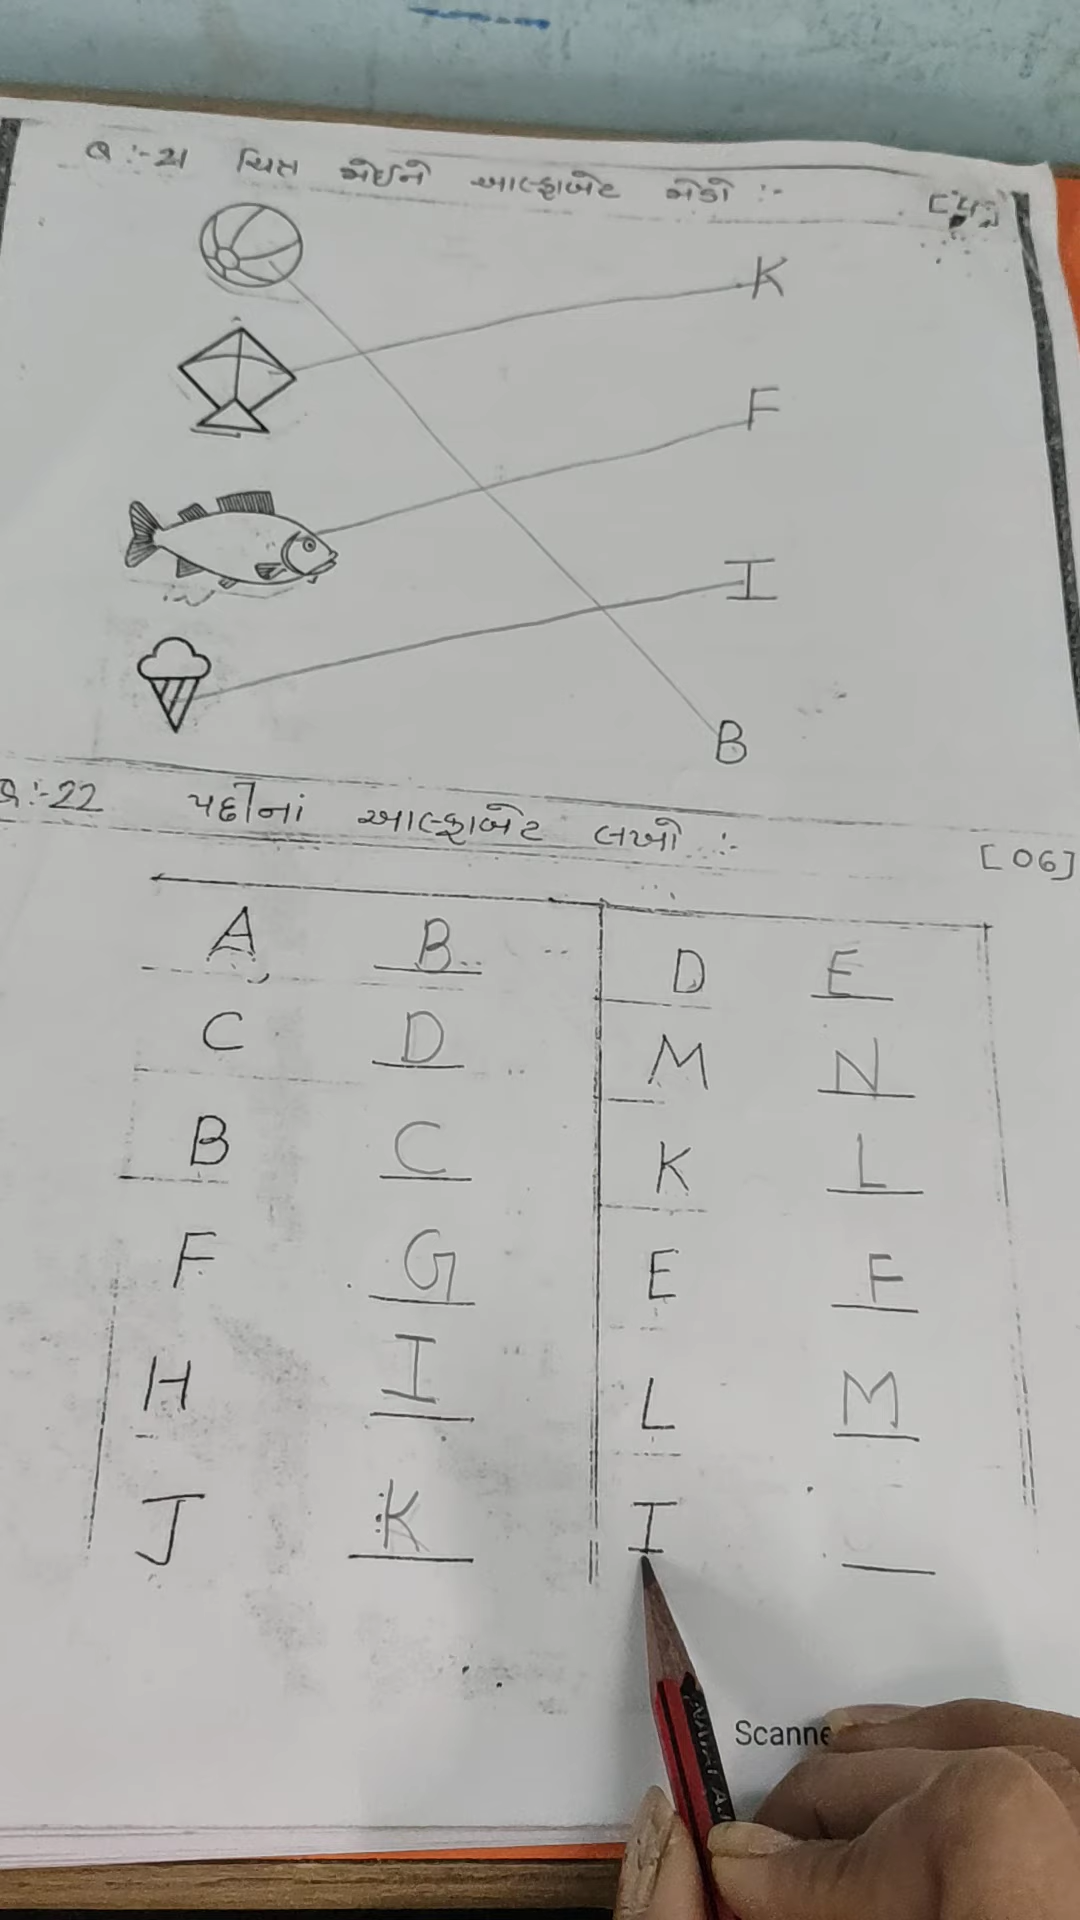 Q :- 21 ચિત્ર જોઈને આલ્ફાબેટ જોડો :-
K
F
I
B
Q :- 22 પછીનાં આલ્ફાબેટ લખો :-
[06]
A B D E
C D M N
B C K L
F G E F
H I L M
J K I
Scanne